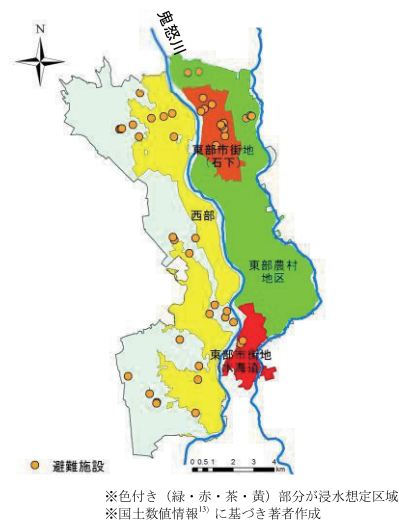 鬼怒川
N
東部市街地
(石下)
西部
東部農村
地区
東部市街地
水海道
避難施設
0 0.5 1 2 3 4
km
※色付き（緑・赤・茶・黄）部分が浸水想定区域
※国土数値情報13) に基づき著者作成